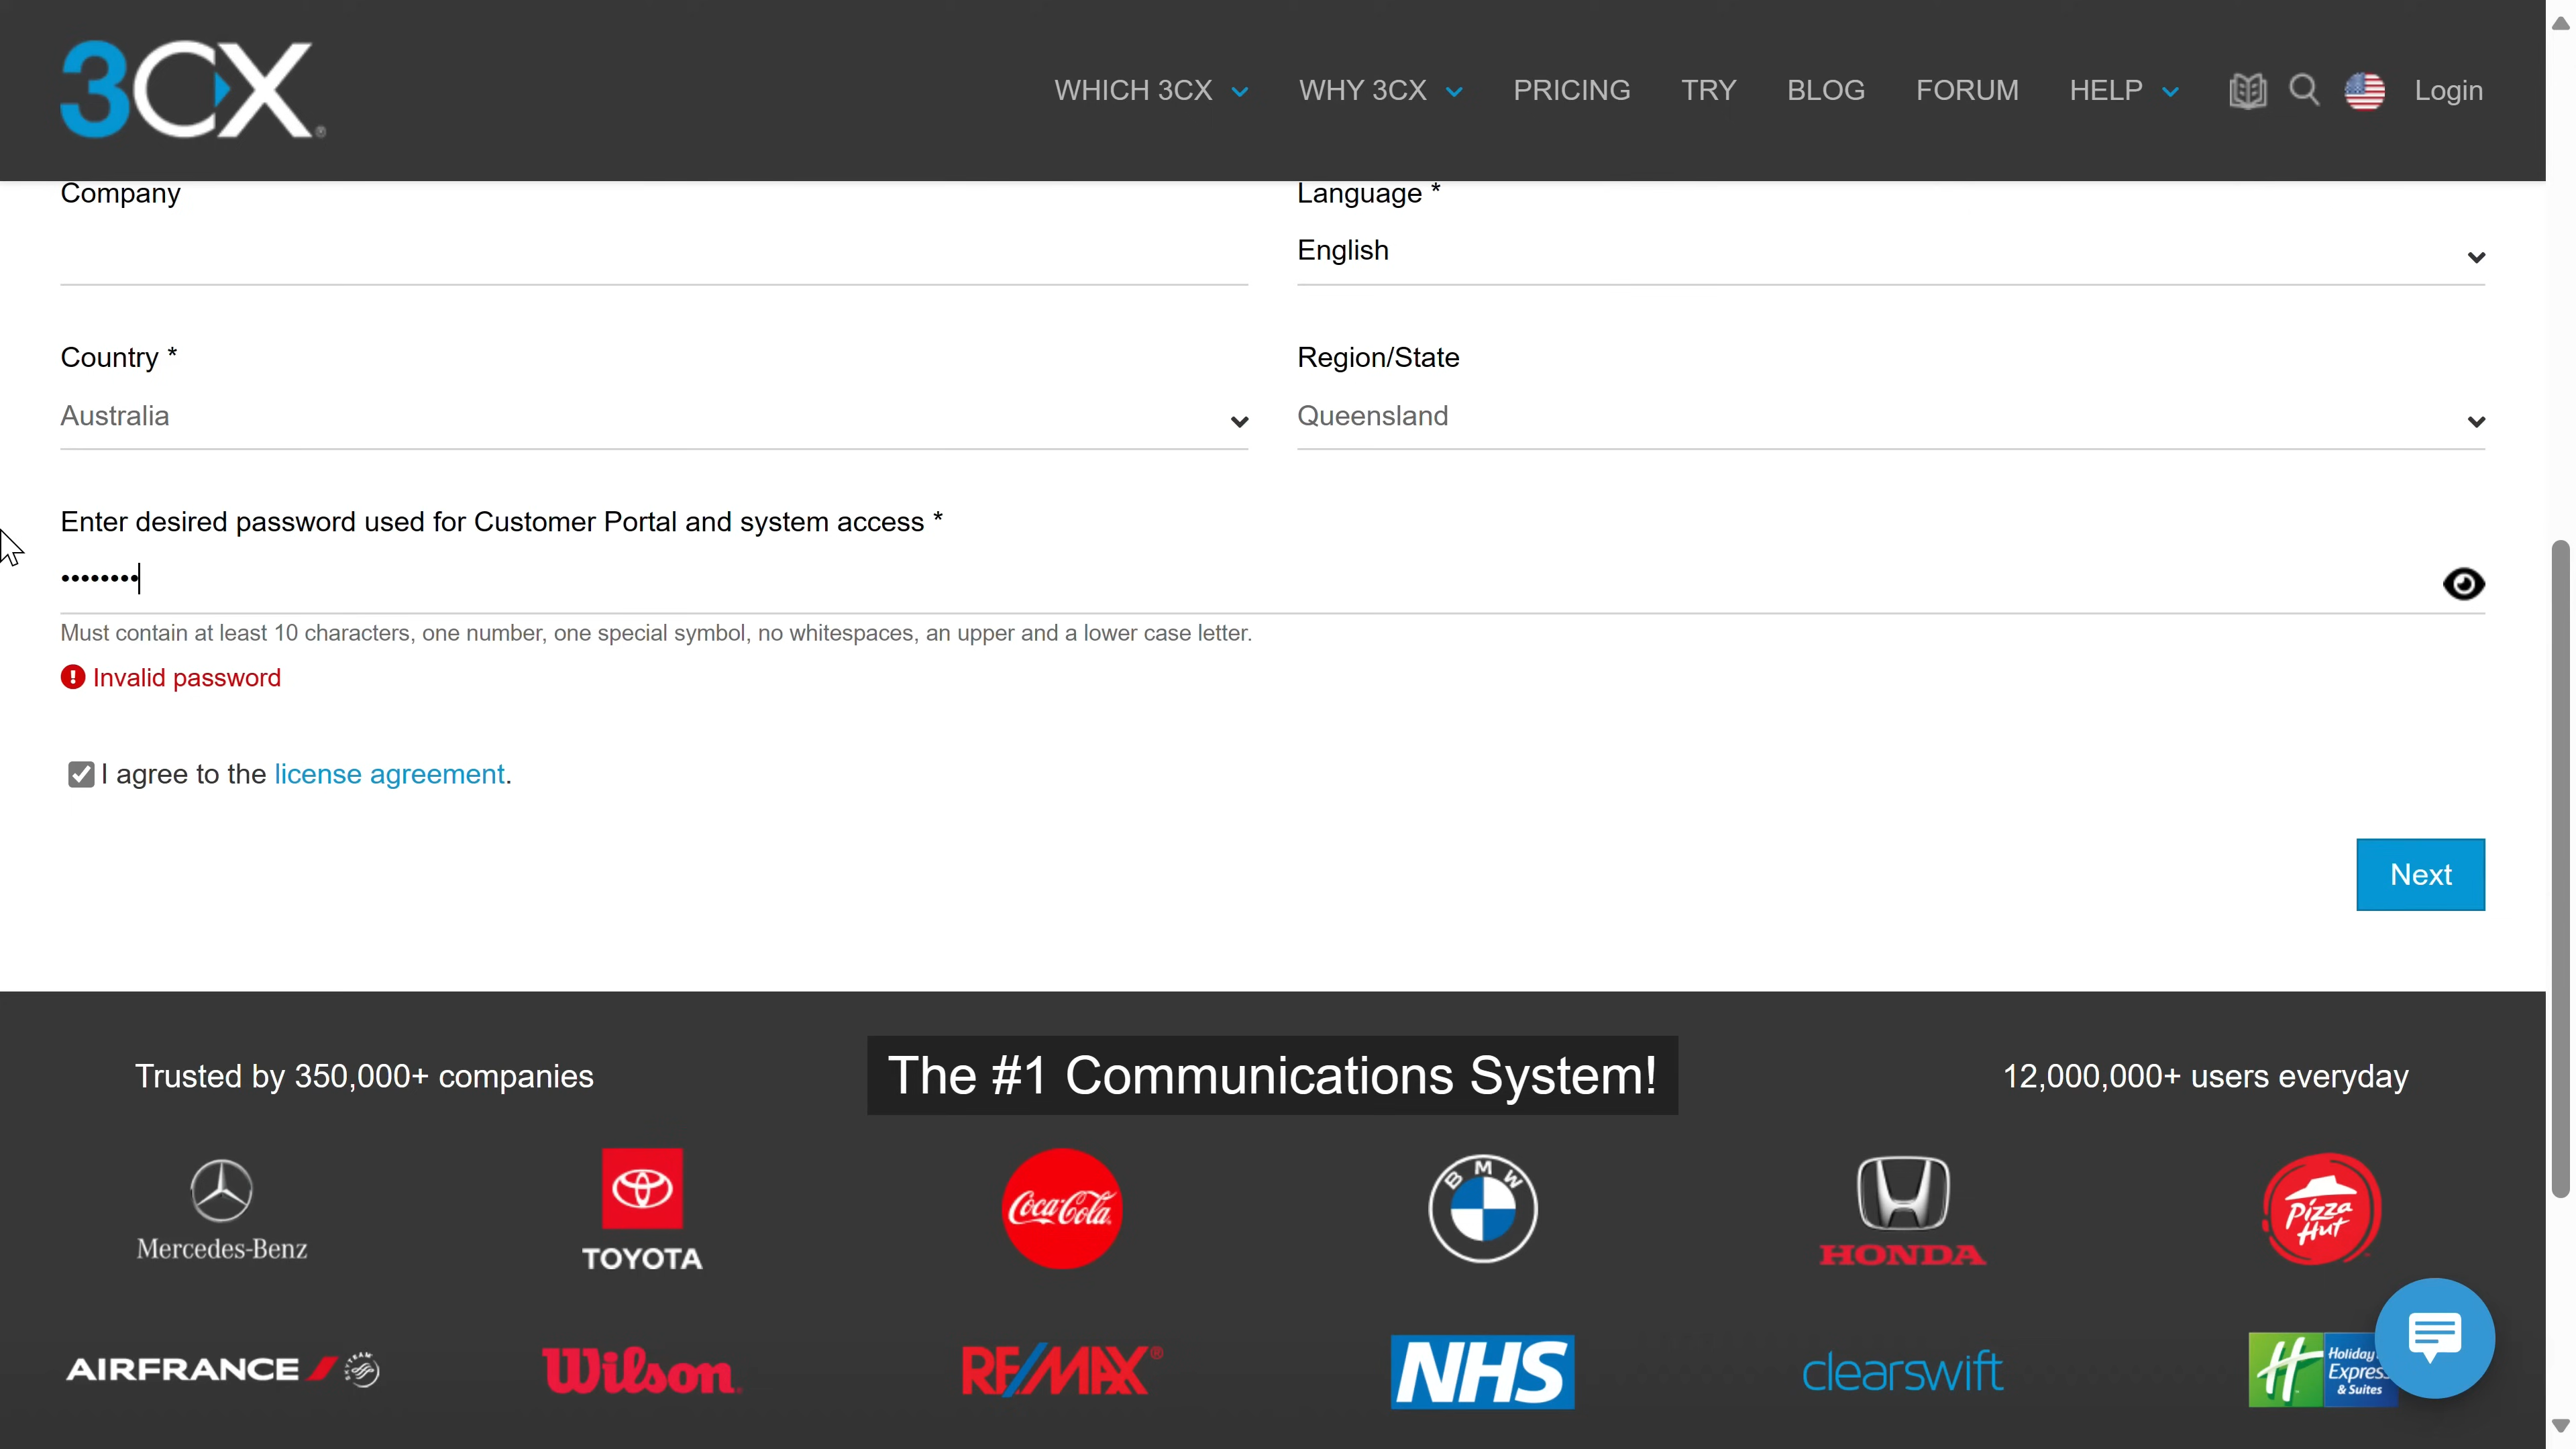 3CX
WHICH 3CX WHY 3CX PRICING TRY BLOG FORUM HELP Login
Company
Language *
English
Country *
Region/State
Australia
Queensland
Enter desired password used for Customer Portal and system access *
••••••••
Must contain at least 10 characters, one number, one special symbol, no whitespaces, an upper and a lower case letter.
Invalid password
I agree to the license agreement.
Next
Trusted by 350,000+ companies
The #1 Communications System!
12,000,000+ users everyday
Mercedes-Benz
TOYOTA
Coca-Cola
BMW
HONDA
Pizza Hut
AIRFRANCE
SKYTEAM
Wilson
RE/MAX®
NHS
clearswift
H Holiday
Express
& Suites